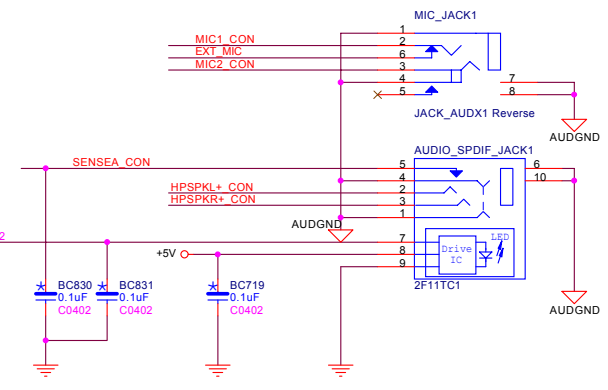 MIC_JACK1
1
MIC1_CON
2
EXT_MIC
6
MIC2_CON
3
4
7
5
8
JACK_AUDX1 Reverse
AUDGND
AUDIO_SPDIF_JACK1
SENSEA_CON
5
6
4
10
HPSPKL+_CON
2
HPSPKR+_CON
3
1
AUDGND
2
7
LED
+5V
8
Drive
IC
9
2F11TC1
BC830
0.1uF
C0402
BC831
0.1uF
C0402
BC719
0.1uF
C0402
AUDGND